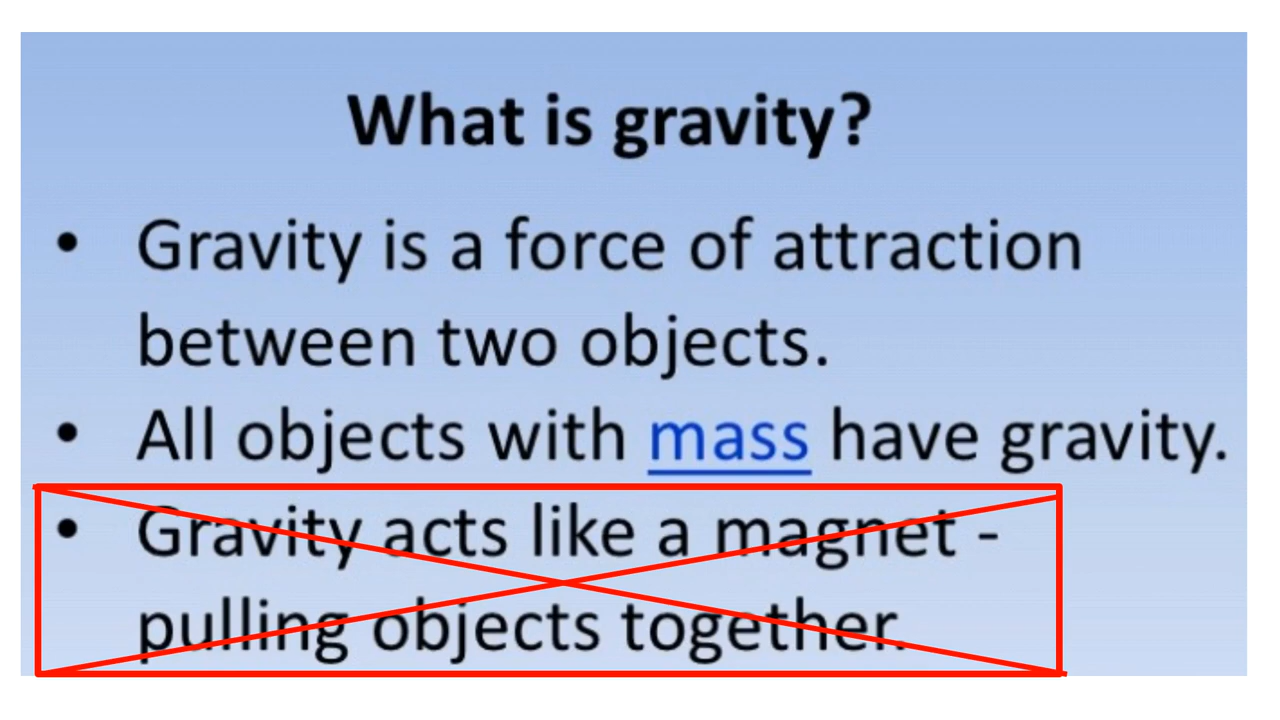 What is gravity?
• Gravity is a force of attraction
between two objects.
• All objects with mass have gravity.
• Gravity acts like a magnet -
pulling objects together.